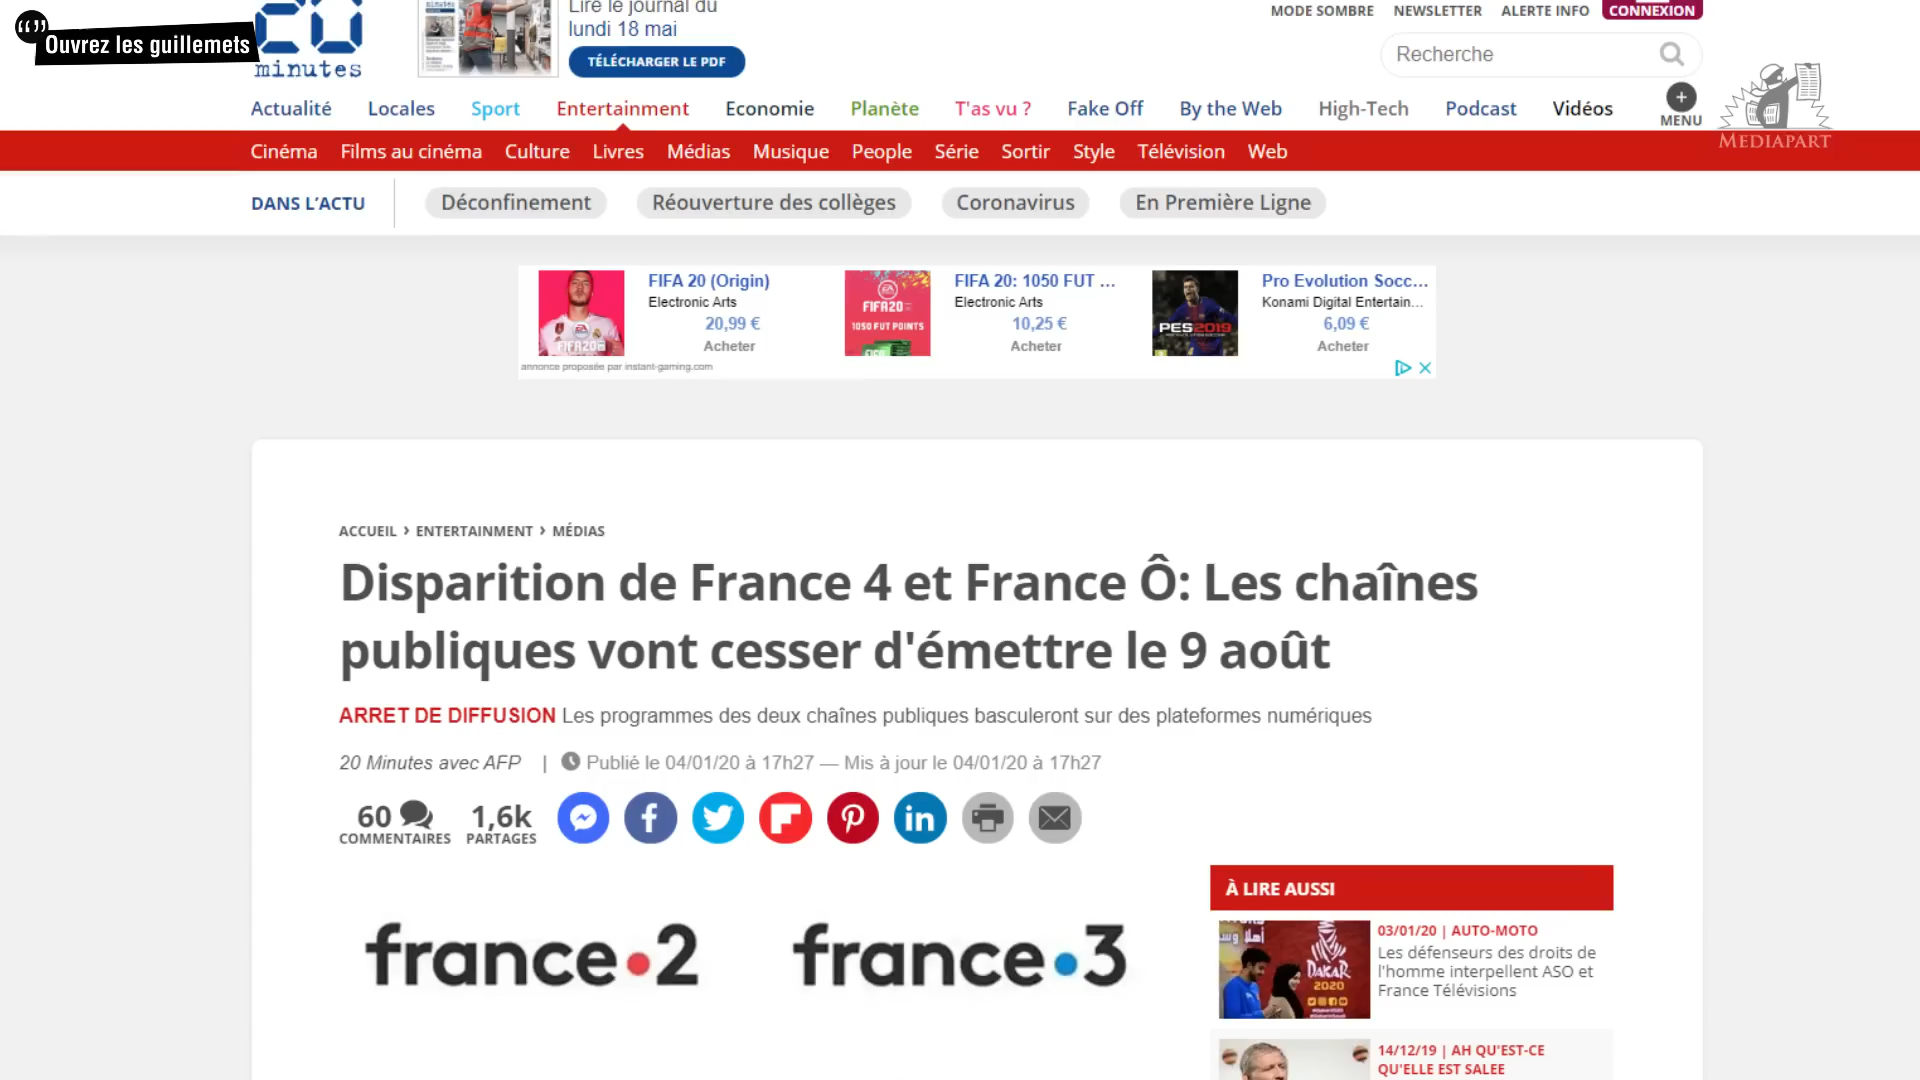 Ouvrez les guillemets
20
minutes
Lire le journal du
lundi 18 mai
TÉLÉCHARGER LE PDF
MODE SOMBRE
NEWSLETTER
ALERTE INFO
CONNEXION
Recherche
MEDIAPART
Actualité
Locales
Sport
Entertainment
Economie
Planète
T'as vu ?
Fake Off
By the Web
High-Tech
Podcast
Vidéos
MENU
Cinéma
Films au cinéma
Culture
Livres
Médias
Musique
People
Série
Sortir
Style
Télévision
Web
DANS L'ACTU
Déconfinement
Réouverture des collèges
Coronavirus
En Première Ligne
FIFA 20 (Origin)
Electronic Arts
20,99 €
Acheter
FIFA20
1050 FUT POINTS
FIFA 20: 1050 FUT ...
Electronic Arts
10,25 €
Acheter
PES2019
Pro Evolution Socc...
Konami Digital Entertain...
6,09 €
Acheter
annonce proposée par instant-gaming.com
ACCUEIL › ENTERTAINMENT › MÉDIAS
Disparition de France 4 et France Ô: Les chaînes
publiques vont cesser d'émettre le 9 août
ARRET DE DIFFUSION Les programmes des deux chaînes publiques basculeront sur des plateformes numériques
20 Minutes avec AFP | Publié le 04/01/20 à 17h27 — Mis à jour le 04/01/20 à 17h27
60
COMMENTAIRES
1,6k
PARTAGES
france•2
france•3
À LIRE AUSSI
DAKAR
2020
03/01/20 | AUTO-MOTO
Les défenseurs des droits de
l'homme interpellent ASO et
France Télévisions
14/12/19 | AH QU'EST-CE
QU'ELLE EST SALEE